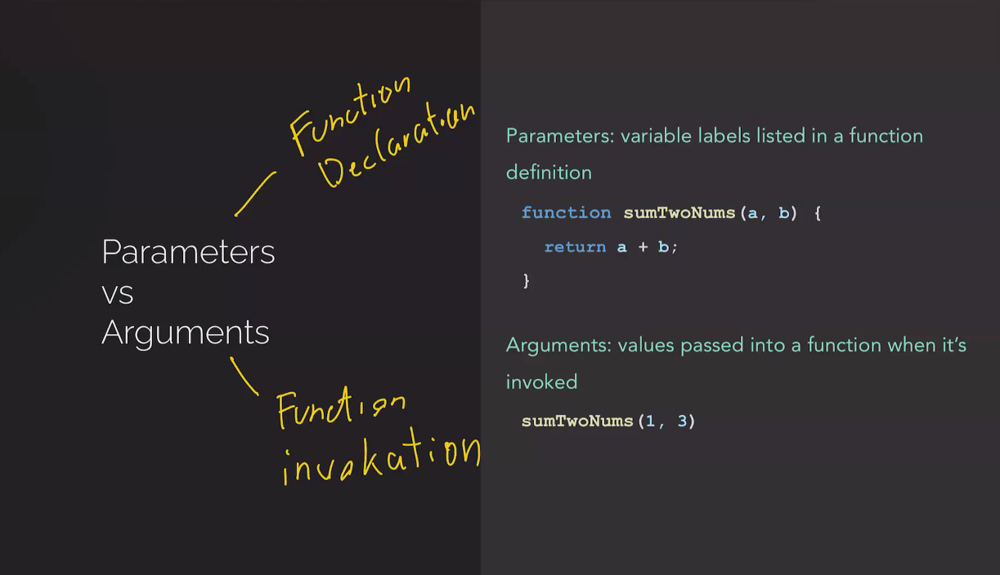 Function
Declaration
Parameters
vs
Arguments
Function
invokation
Parameters: variable labels listed in a function
definition
function sumTwoNums(a, b) {
return a + b;
}
Arguments: values passed into a function when it’s
invoked
sumTwoNums(1, 3)